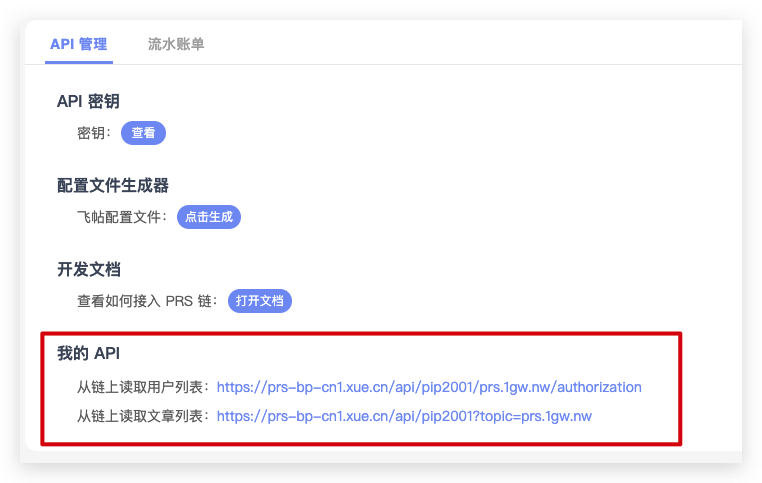 API 管理 流水账单
API 密钥
密钥： 查看
配置文件生成器
飞帖配置文件： 点击生成
开发文档
查看如何接入 PRS 链： 打开文档
我的 API
从链上读取用户列表：https://prs-bp-cn1.xue.cn/api/pip2001/prs.1gw.nw/authorization
从链上读取文章列表：https://prs-bp-cn1.xue.cn/api/pip2001?topic=prs.1gw.nw